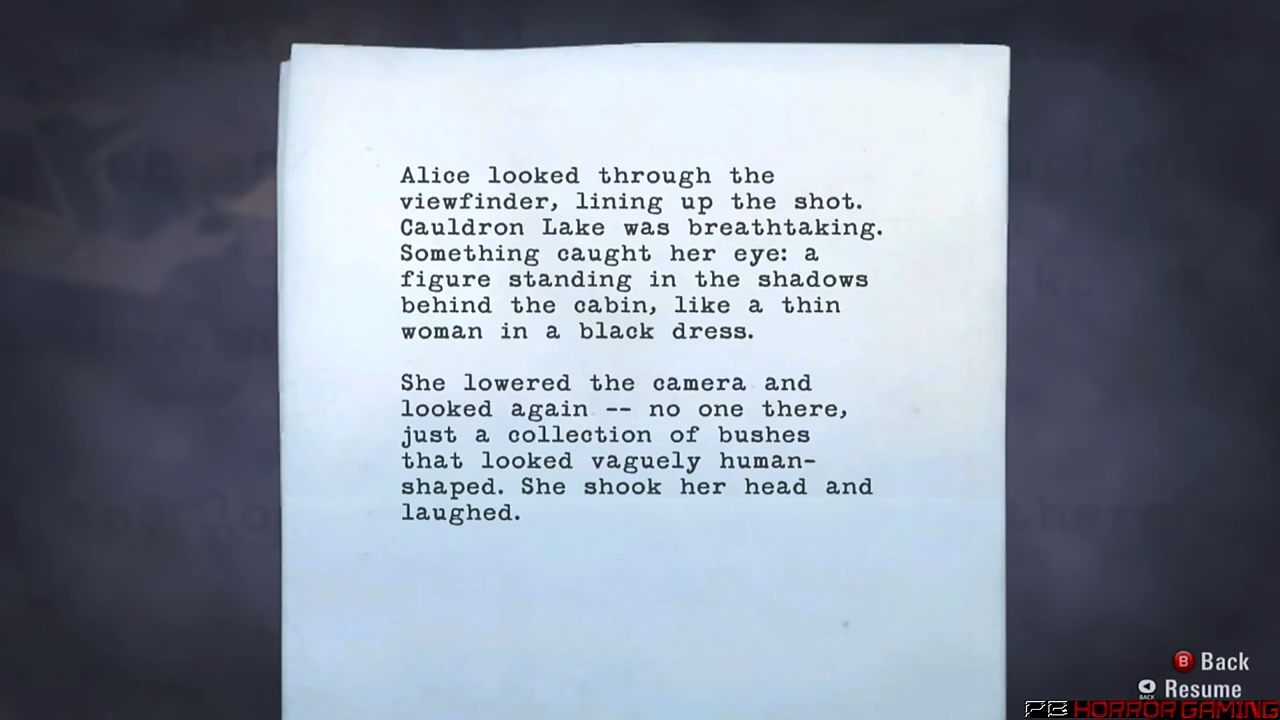 Alice looked through the
viewfinder, lining up the shot.
Cauldron Lake was breathtaking.
Something caught her eye: a
figure standing in the shadows
behind the cabin, like a thin
woman in a black dress.
She lowered the camera and
looked again -- no one there,
just a collection of bushes
that looked vaguely human-
shaped. She shook her head and
laughed.
B Back
BACK Resume
HORROR GAMING